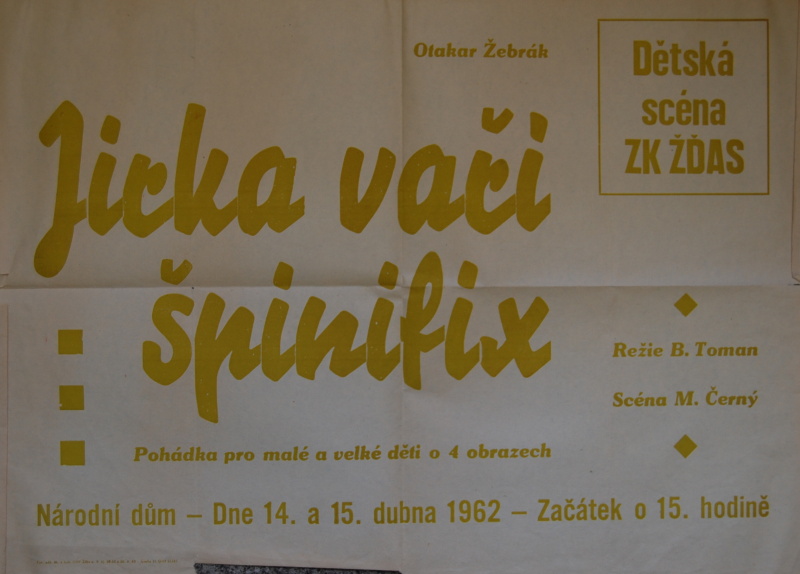 Otakar Žebrák
Dětská
scéna
ZK ŽĎAS
Jirka vaři
špinifix
Režie B. Toman
Scéna M. Černý
Pohádka pro malé a velké děti o 4 obrazech
Národní dům – Dne 14. a 15. dubna 1962 – Začátek o 15. hodině